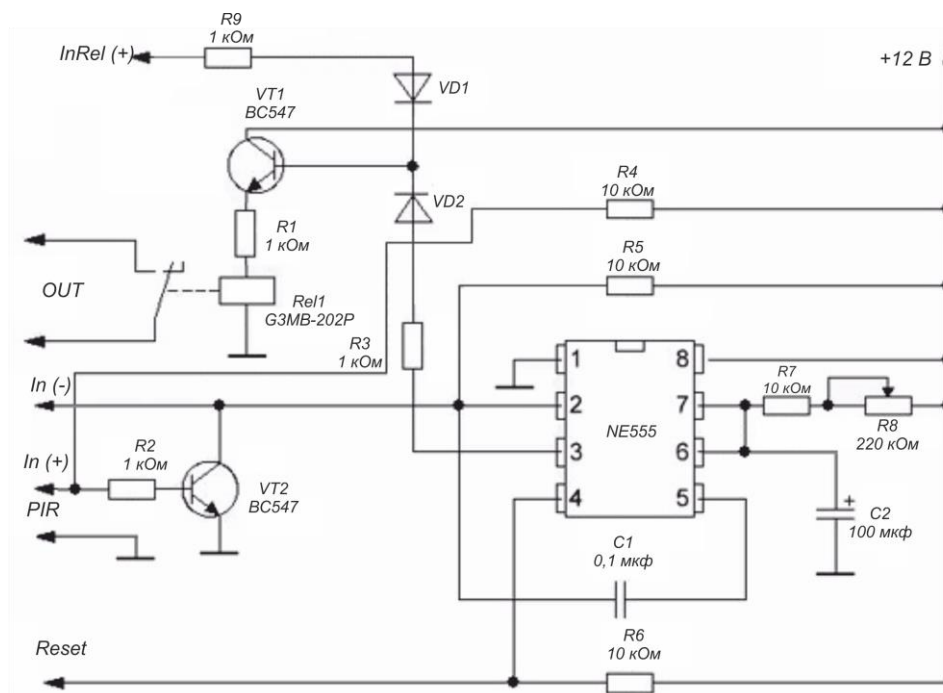 R9
1 кОм
InRel (+)
+12 В
VD1
VT1
BC547
R4
10 кОм
VD2
R1
1 кОм
R5
10 кОм
OUT
Rel1
G3MB-202P
R3
1 кОм
1
8
R7
10 кОм
In (-)
2
7
NE555
R8
220 кОм
In (+)
R2
1 кОм
3
6
PIR
VT2
BC547
4
5
+
C2
100 мкф
C1
0,1 мкф
R6
10 кОм
Reset